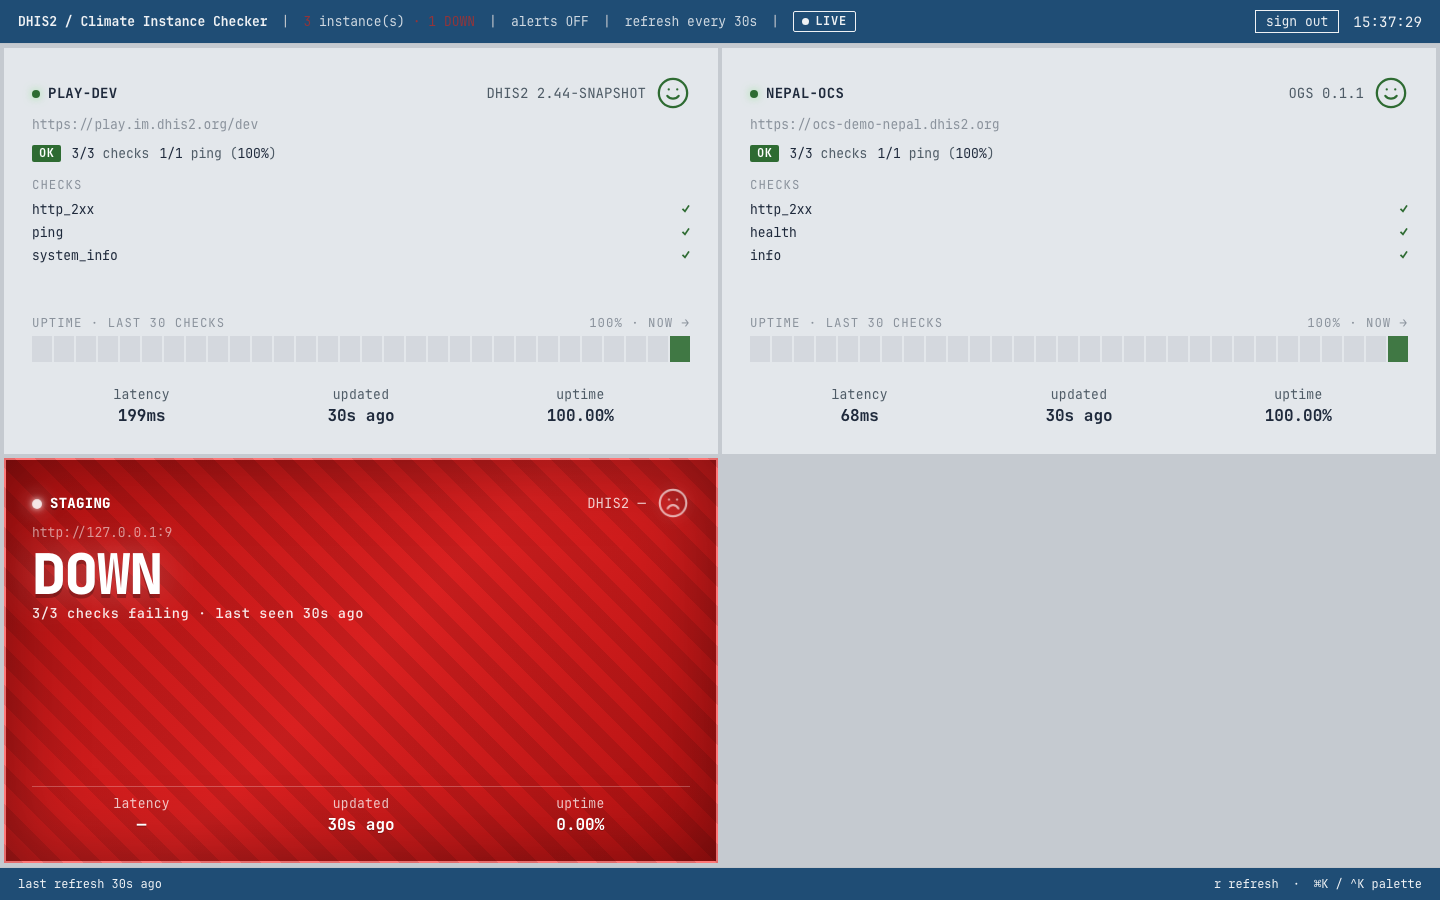 DHIS2 / Climate Instance Checker | 3 instance(s) · 1 DOWN | alerts OFF | refresh every 30s | LIVE sign out 15:37:29
PLAY-DEV DHIS2 2.44-SNAPSHOT
https://play.im.dhis2.org/dev
OK 3/3 checks 1/1 ping (100%)
CHECKS
http_2xx ✓
ping ✓
system_info ✓
UPTIME · LAST 30 CHECKS 100% · NOW →
latency updated uptime
199ms 30s ago 100.00%
NEPAL-OCS OGS 0.1.1
https://ocs-demo-nepal.dhis2.org
OK 3/3 checks 1/1 ping (100%)
CHECKS
http_2xx ✓
health ✓
info ✓
UPTIME · LAST 30 CHECKS 100% · NOW →
latency updated uptime
68ms 30s ago 100.00%
STAGING DHIS2 —
http://127.0.0.1:9
DOWN
3/3 checks failing · last seen 30s ago
latency updated uptime
— 30s ago 0.00%
last refresh 30s ago r refresh · ⌘K / ^K palette